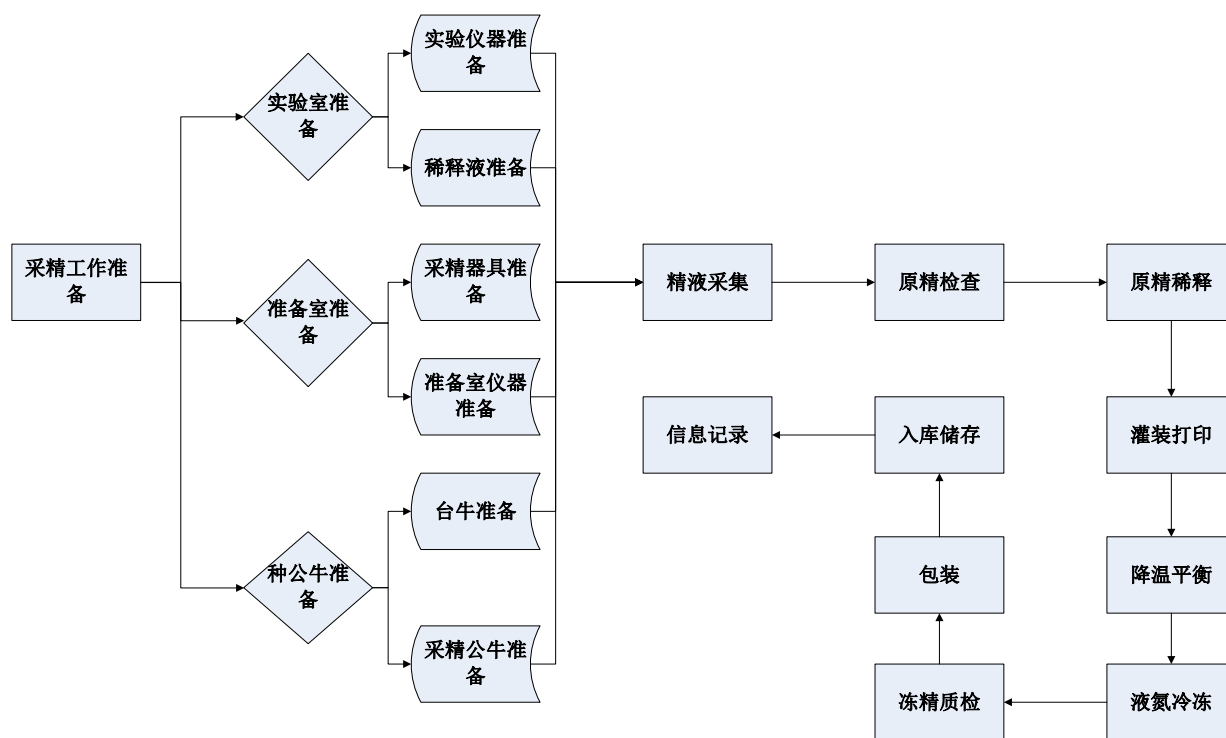 采精工作准
备
实验室准
备
准备室准
备
种公牛准
备
实验仪器准
备
稀释液准备
采精器具准
备
准备室仪器
准备
台牛准备
采精公牛准
备
精液采集
原精检查
原精稀释
灌装打印
降温平衡
液氮冷冻
冻精质检
包装
入库储存
信息记录